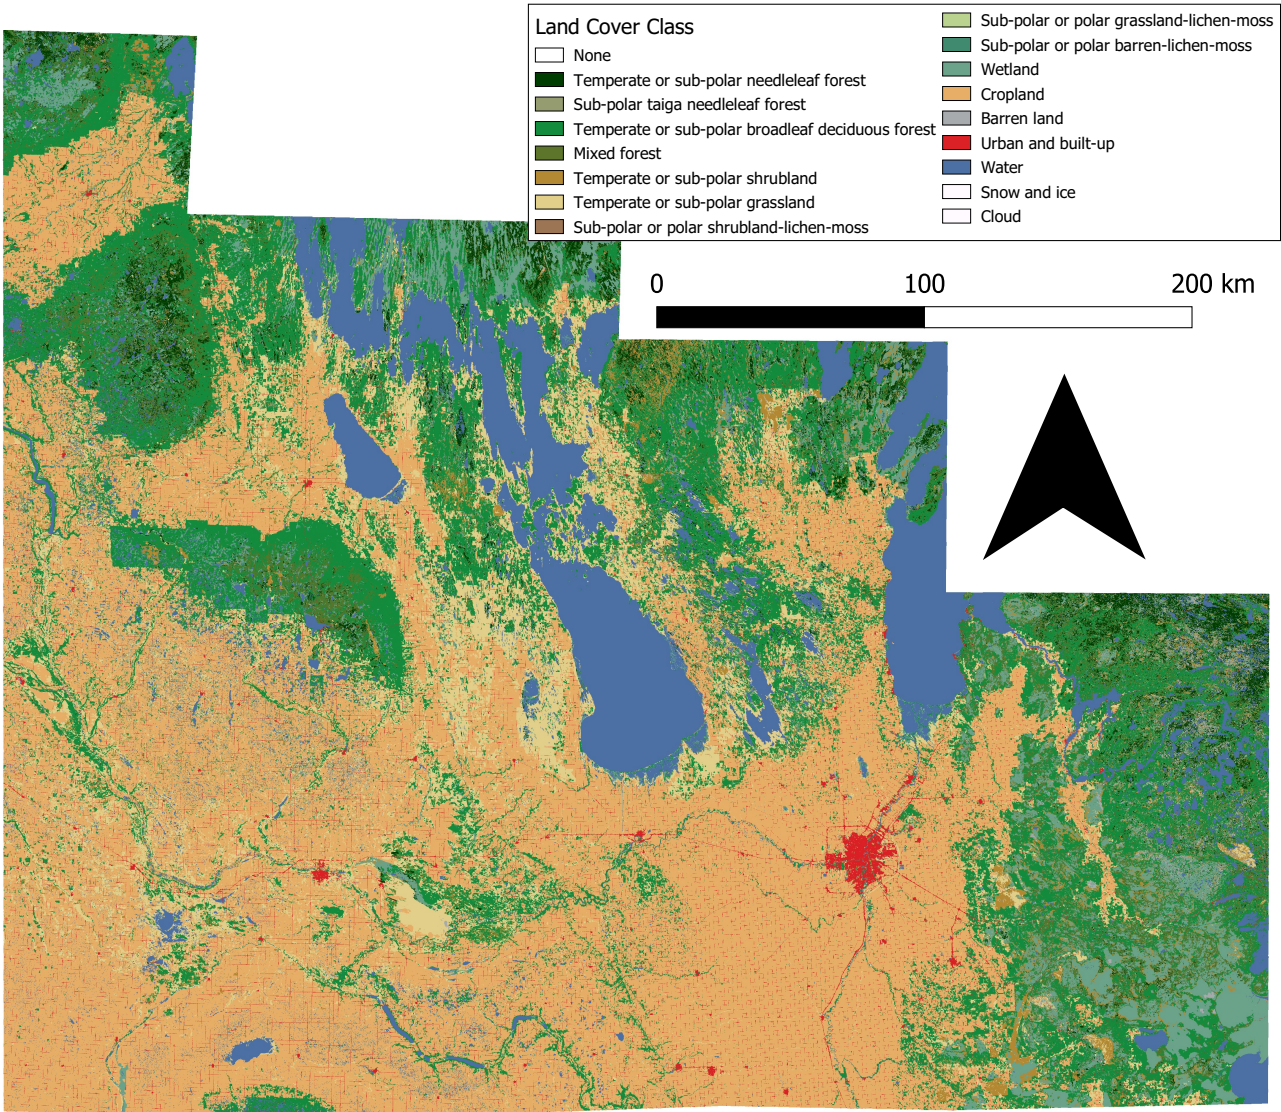 Land Cover Class
None
Temperate or sub-polar needleleaf forest
Sub-polar taiga needleleaf forest
Temperate or sub-polar broadleaf deciduous forest
Mixed forest
Temperate or sub-polar shrubland
Temperate or sub-polar grassland
Sub-polar or polar shrubland-lichen-moss
Sub-polar or polar grassland-lichen-moss
Sub-polar or polar barren-lichen-moss
Wetland
Cropland
Barren land
Urban and built-up
Water
Snow and ice
Cloud
0 100 200 km